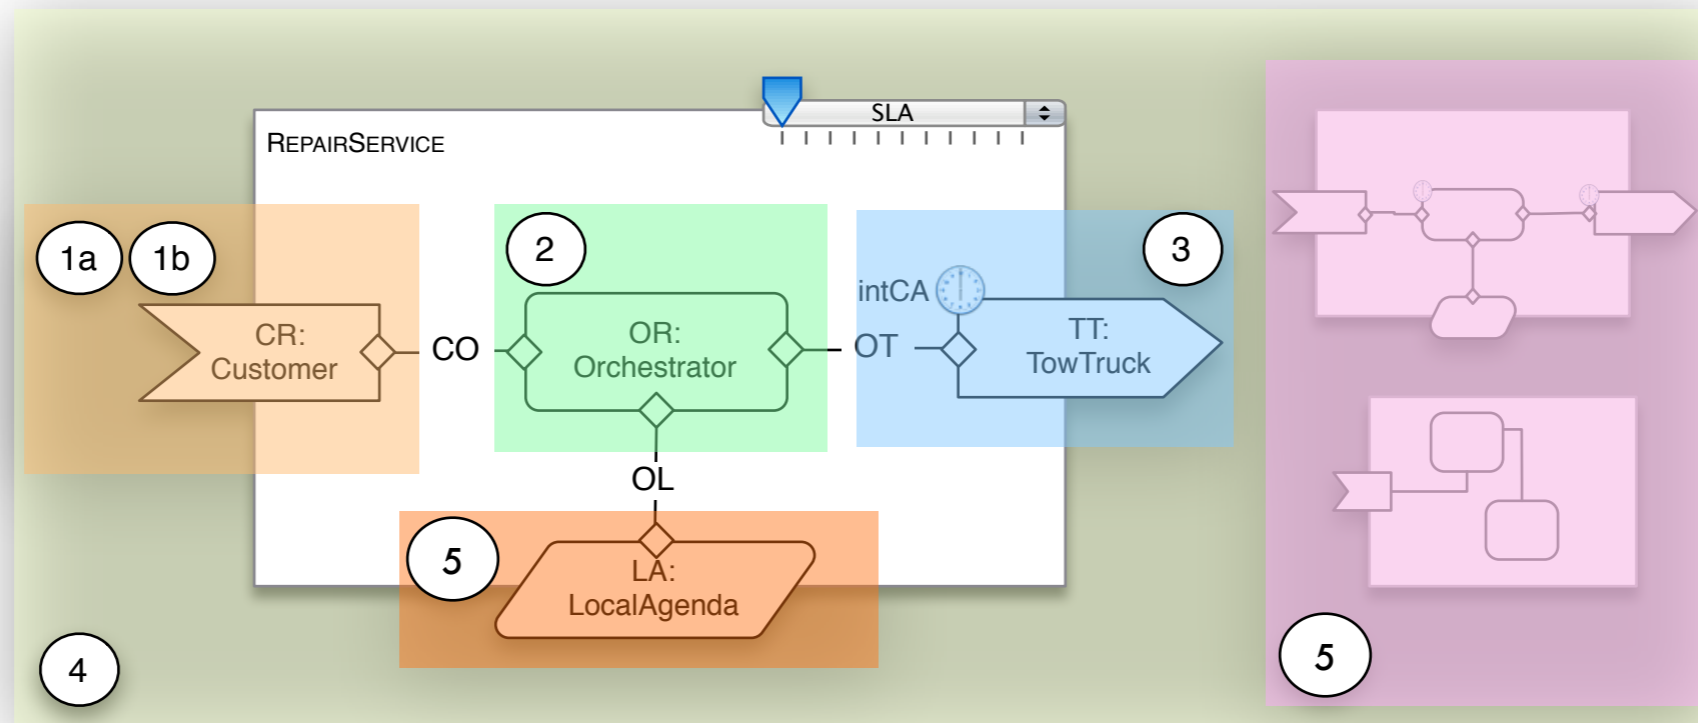 SLA
REPAIRSERVICE
1a
1b
2
3
intCA
CR:
Customer
CO
OR:
Orchestrator
OT
TT:
TowTruck
OL
5
LA:
LocalAgenda
4
5